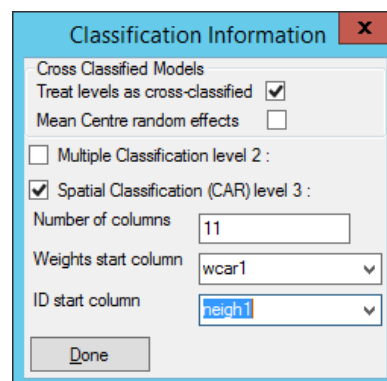 Classification Information x
Cross Classified Models
Treat levels as cross-classified
Mean Centre random effects
Multiple Classification level 2 :
Spatial Classification (CAR) level 3 :
Number of columns 11
Weights start column wcar1
ID start column neigh1
Done